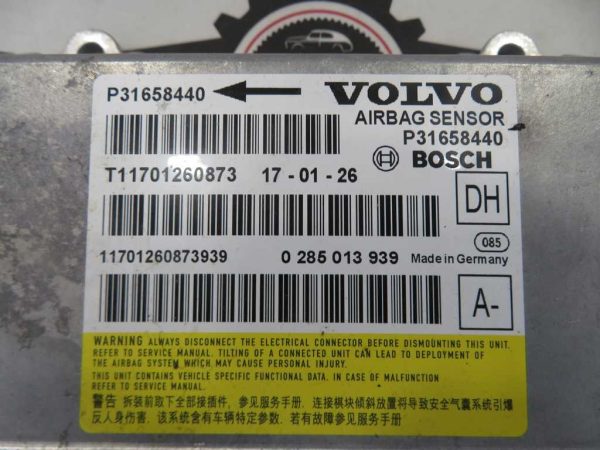 P31658440
VOLVO
AIRBAG SENSOR
P31658440
BOSCH
T11701260873 17-01-26
DH
085
11701260873939 0 285 013 939 Made in Germany
A-
WARNING ALWAYS DISCONNECT THE ELECTRICAL CONNECTOR BEFORE DISMOUNTING THIS UNIT.
REFER TO SERVICE MANUAL. TILTING OF A CONNECTED UNIT CAN LEAD TO DEPLOYMENT OF
THE AIRBAG SYSTEM WHICH MAY CAUSE PERSONAL INJURY.
THIS UNIT CONTAINS VEHICLE SPECIFIC FUNCTIONAL DATA. IN CASE OF MALFUNCTION
REFER TO SERVICE MANUAL.
警告 拆装前取下全部接插件，参见服务手册. 连接模块倾斜放置将导致安全气囊系统引爆
反人身伤害. 该系统含有车辆特定参数. 若有故障参见服务手册